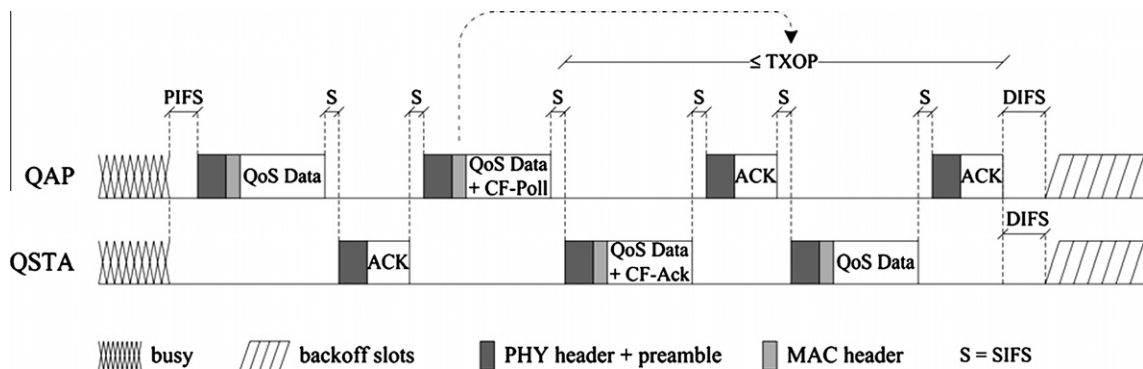 ≤ TXOP
PIFS S S S S S S DIFS
QAP QoS Data QoS Data + CF-Poll ACK ACK
DIFS
QSTA ACK QoS Data + CF-Ack QoS Data
busy backoff slots PHY header + preamble MAC header S = SIFS